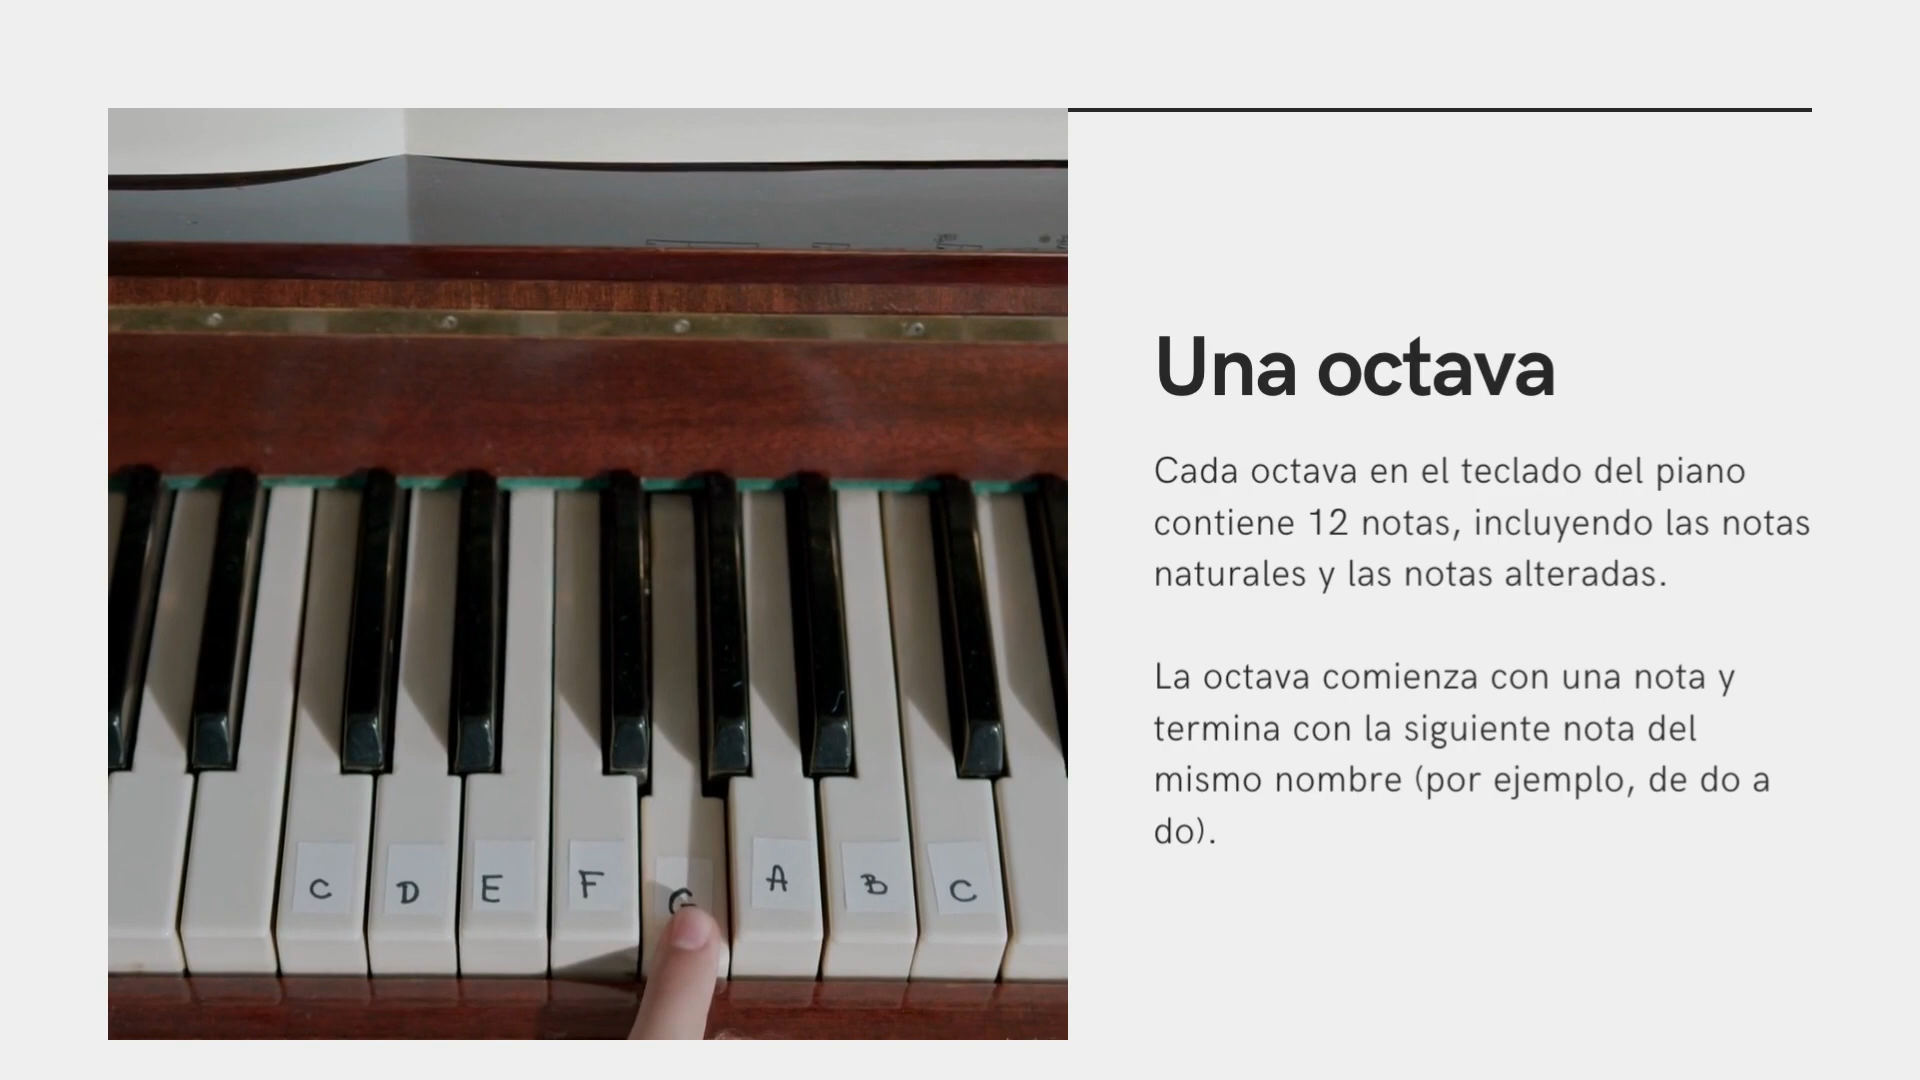 Una octava
Cada octava en el teclado del piano
contiene 12 notas, incluyendo las notas
naturales y las notas alteradas.
La octava comienza con una nota y
termina con la siguiente nota del
mismo nombre (por ejemplo, de do a
do).
C D E F G A B C